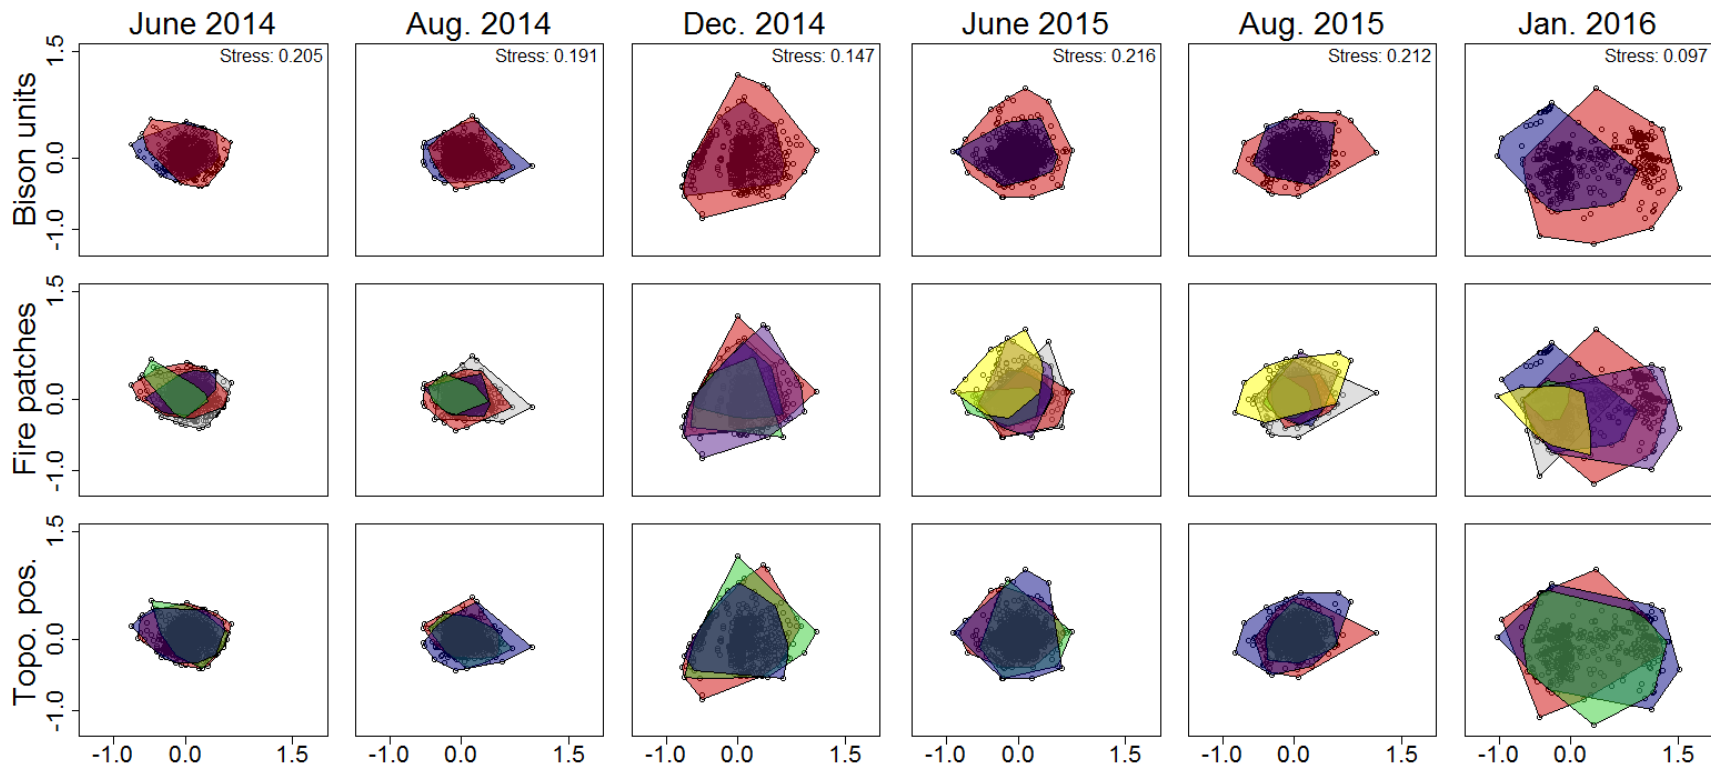 June 2014 Aug. 2014 Dec. 2014 June 2015 Aug. 2015 Jan. 2016
Stress: 0.205 Stress: 0.191 Stress: 0.147 Stress: 0.216 Stress: 0.212 Stress: 0.097
Bison units
1.5
0.0
-1.0
Fire patches
1.5
0.0
-1.0
Topo. pos.
1.5
0.0
-1.0
-1.0 0.0 1.5 -1.0 0.0 1.5 -1.0 0.0 1.5 -1.0 0.0 1.5 -1.0 0.0 1.5 -1.0 0.0 1.5